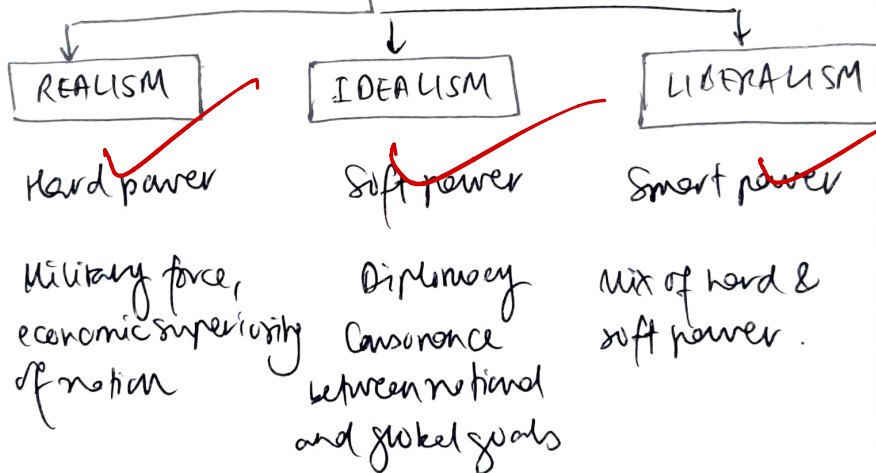 REALISM
Hard power
Military force,
economic superiority
of nation
IDEALISM
Soft power
Diplomacy
Consonance
between national
and global goals
LIBERALISM
Smart power
Mix of hard &
soft power.